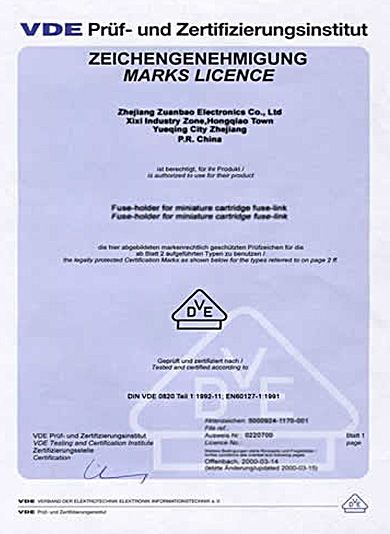 VDE Prüf- und Zertifizierungsinstitut
ZEICHENGENEHMIGUNG
MARKS LICENCE
Zhejiang Zuanbao Electronics Co., Ltd
Xixi Industry Zone,Hongqiao Town
Yueqing City Zhejiang
P.R. China
ist berechtigt, für ihr Produkt /
is authorized to use for their product
Fuse-holder for miniature cartridge fuse-link
Fuse-holder for miniature cartridge fuse-link
die hier abgebildeten markenrechtlich geschützten Prüfzeichen für die
ab Blatt 2 aufgeführten Typen zu benutzen /
the legally protected Certification Marks as shown below for the types referred to on page 2 ff.
DVE
Geprüft und zertifiziert nach /
Tested and certified according to
DVE
DIN VDE 0820 Teil 1:1992-11; EN60127-1:1991
Aktenzeichen: 5000924-1170-001
File ref.:
VDE Prüf- und Zertifizierungsinstitut Ausweis Nr.: 0220700 Blatt 1
VDE Testing and Certification Institute Licence No.: page
Zertifizierungsstelle
Certification
Offenbach, 2000-03-14
(letzte Änderung/updated 2000-03-15)
VDE VERBAND DER ELEKTROTECHNIK ELEKTRONIK INFORMATIONSTECHNIK e. V.
VDE Prüf- und Zertifizierungsinstitut
DVE